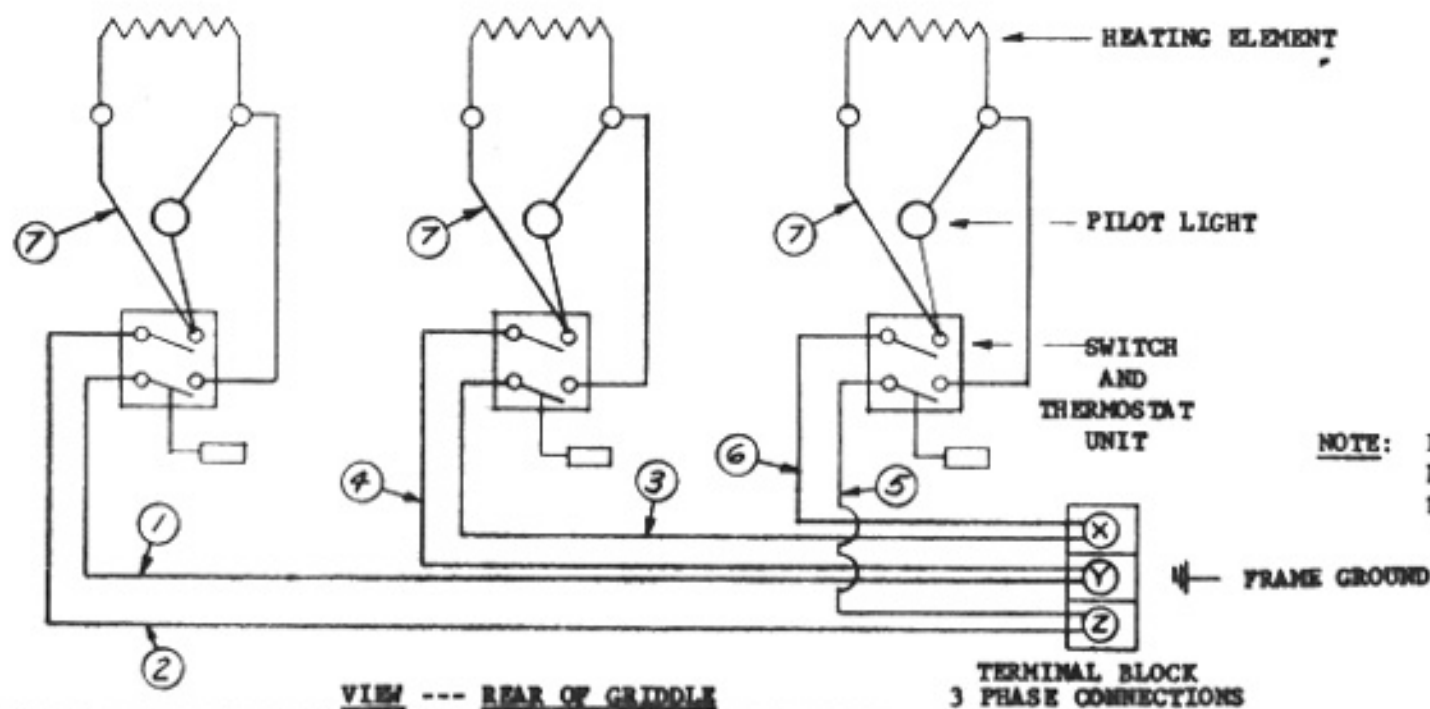 HEATING ELEMENT
7
7
7
PILOT LIGHT
SWITCH
AND
THERMOSTAT
UNIT
NOTE:
6
4
3
5
1
X
Y
FRAME GROUND
Z
2
TERMINAL BLOCK
VIEW --- REAR OF GRIDDLE
3 PHASE CONNECTIONS